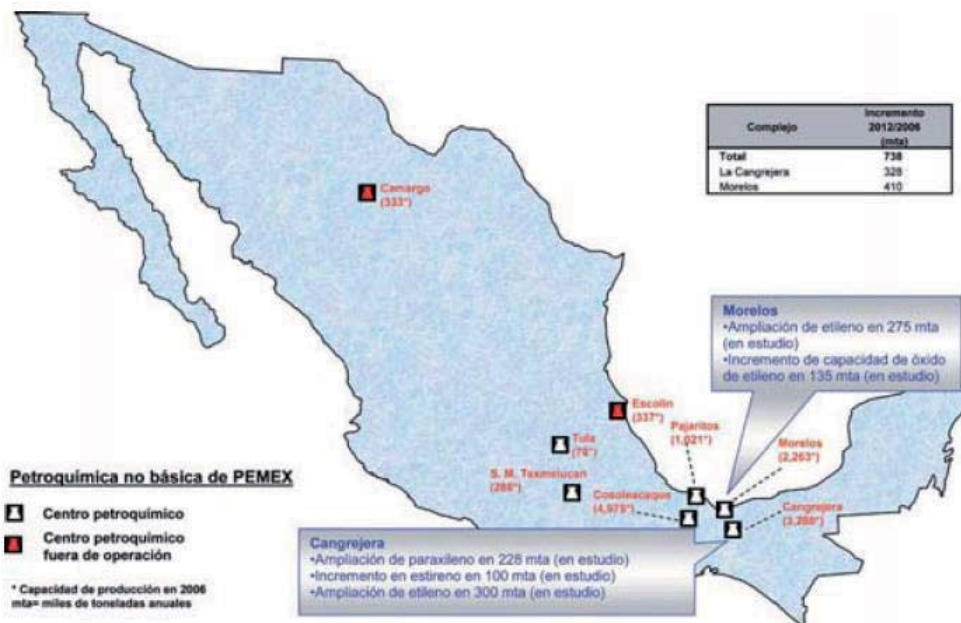 Complejo
Incremento
2012/2006
(mta)
Total 738
La Cangrejera 328
Morelos 410
Camargo
(333*)
Morelos
•Ampliación de etileno en 275 mta
(en estudio)
•Incremento de capacidad de óxido
de etileno en 135 mta (en estudio)
Escolin
(337*)
Pajaritos
(1,021*)
Tula
(78*)
Morelos
(2,263*)
S. M. Texmelucan
Cosoleacaque
(4,975*)
Cangrejera
Petroquímica no básica de PEMEX
Centro petroquímico
Centro petroquímico
fuera de operación
* Capacidad de producción en 2006
mta= miles de toneladas anuales
Cangrejera
•Ampliación de paraxileno en 228 mta (en estudio)
•Incremento en estireno en 100 mta (en estudio)
•Ampliación de etileno en 300 mta (en estudio)